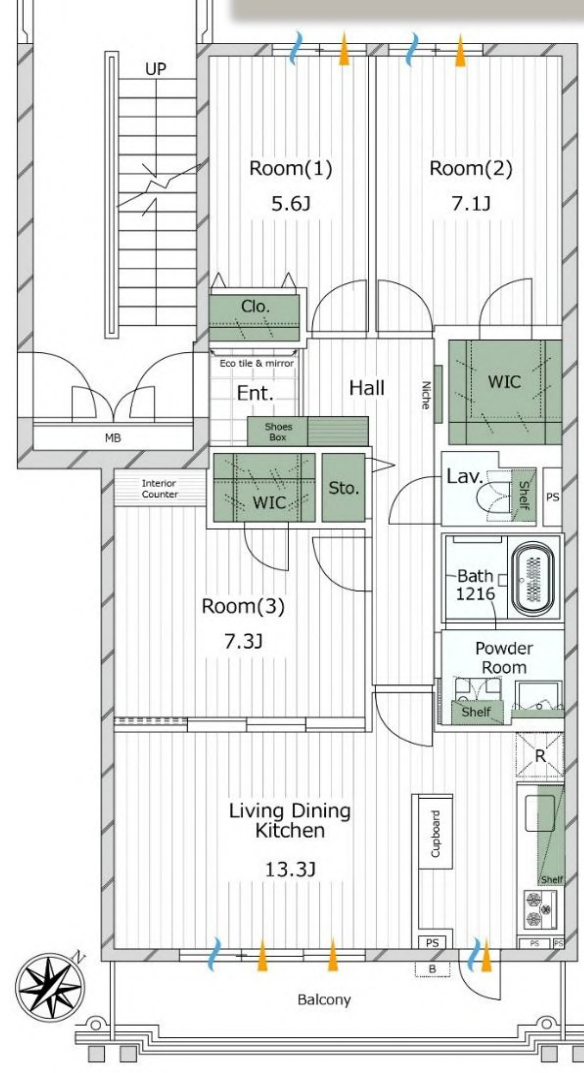 UP
Room(1)
5.6J
Room(2)
7.1J
Clo.
Eco tile & mirror
Ent.
Hall
Niche
WIC
Shoes
Box
MB
Interior
Counter
WIC
Sto.
Lav.
Shelf
PS
Room(3)
7.3J
Bath
1216
Powder
Room
Shelf
R
Living Dining
Kitchen
13.3J
Cupboard
Shelf
PS
PS
PS
B
Balcony
N